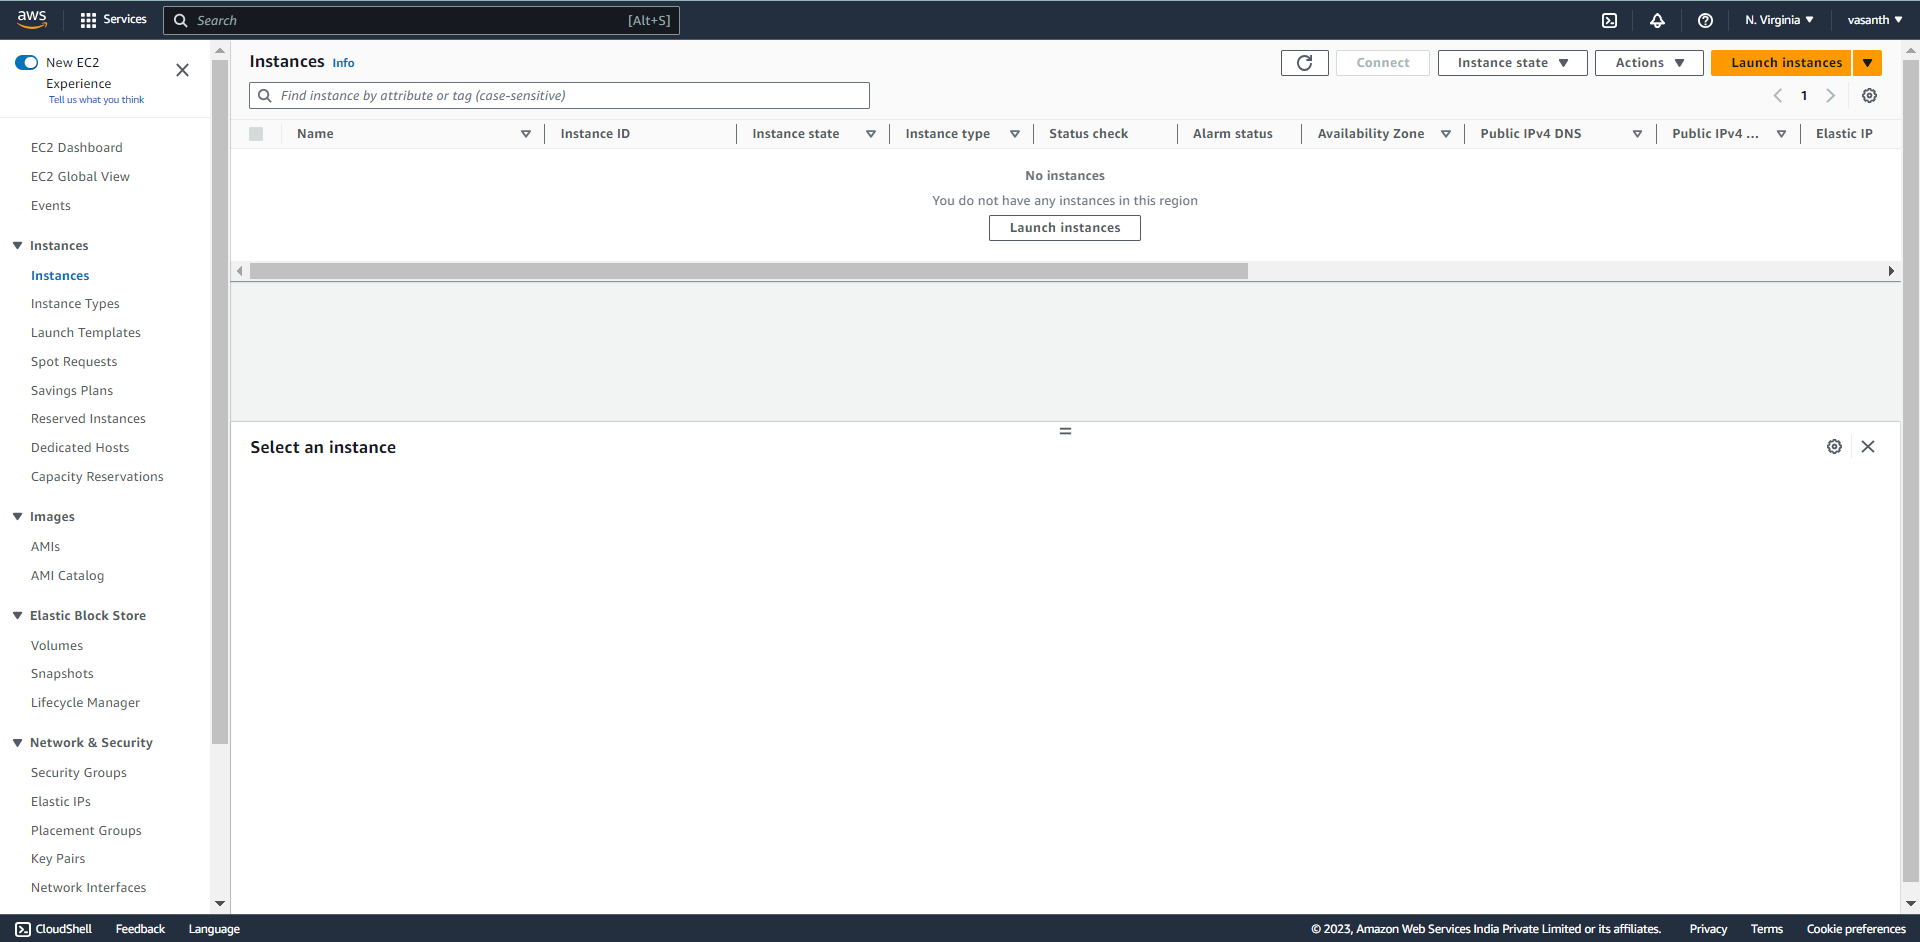 aws
Services
Search
[Alt+S]
N. Virginia
vasanth
New EC2
Experience
Tell us what you think
EC2 Dashboard
EC2 Global View
Events
Instances
Instances
Instance Types
Launch Templates
Spot Requests
Savings Plans
Reserved Instances
Dedicated Hosts
Capacity Reservations
Images
AMIs
AMI Catalog
Elastic Block Store
Volumes
Snapshots
Lifecycle Manager
Network & Security
Security Groups
Elastic IPs
Placement Groups
Key Pairs
Network Interfaces
Instances Info
Connect
Instance state
Actions
Launch instances
Find instance by attribute or tag (case-sensitive)
1
Name
Instance ID
Instance state
Instance type
Status check
Alarm status
Availability Zone
Public IPv4 DNS
Public IPv4 ...
Elastic IP
No instances
You do not have any instances in this region
Launch instances
Select an instance
CloudShell
Feedback
Language
© 2023, Amazon Web Services India Private Limited or its affiliates.
Privacy
Terms
Cookie preferences